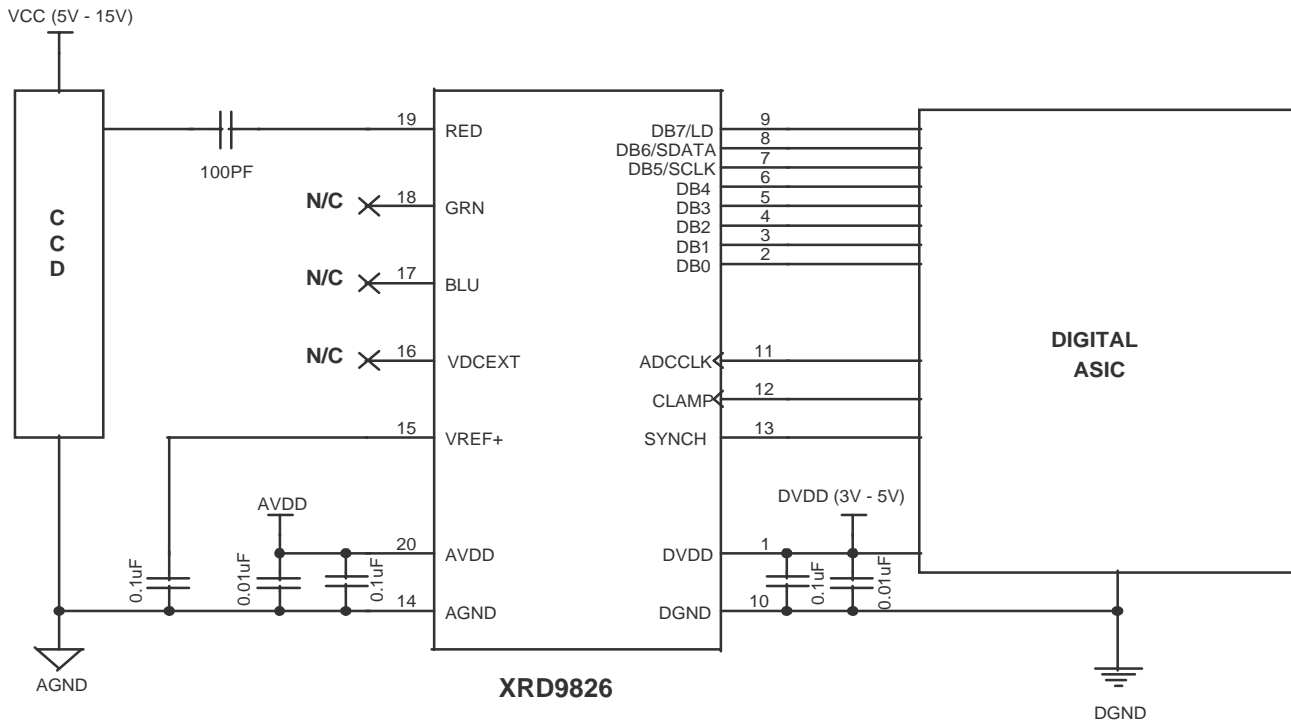 VCC (5V - 15V)
C
C
D
100PF
19 RED
N/C 18 GRN
N/C 17 BLU
N/C 16 VDCEXT
15 VREF+
AVDD
20 AVDD
14 AGND
0.1uF
0.01uF
0.1uF
AGND
DB7/LD 9
DB6/SDATA 8
DB5/SCLK 7
DB4 6
DB3 5
DB2 4
DB1 3
DB0 2
ADCCLK 11
CLAMP 12
SYNCH 13
DVDD (3V - 5V)
DVDD 1
DGND 10
0.1uF
0.01uF
DIGITAL
ASIC
XRD9826
DGND